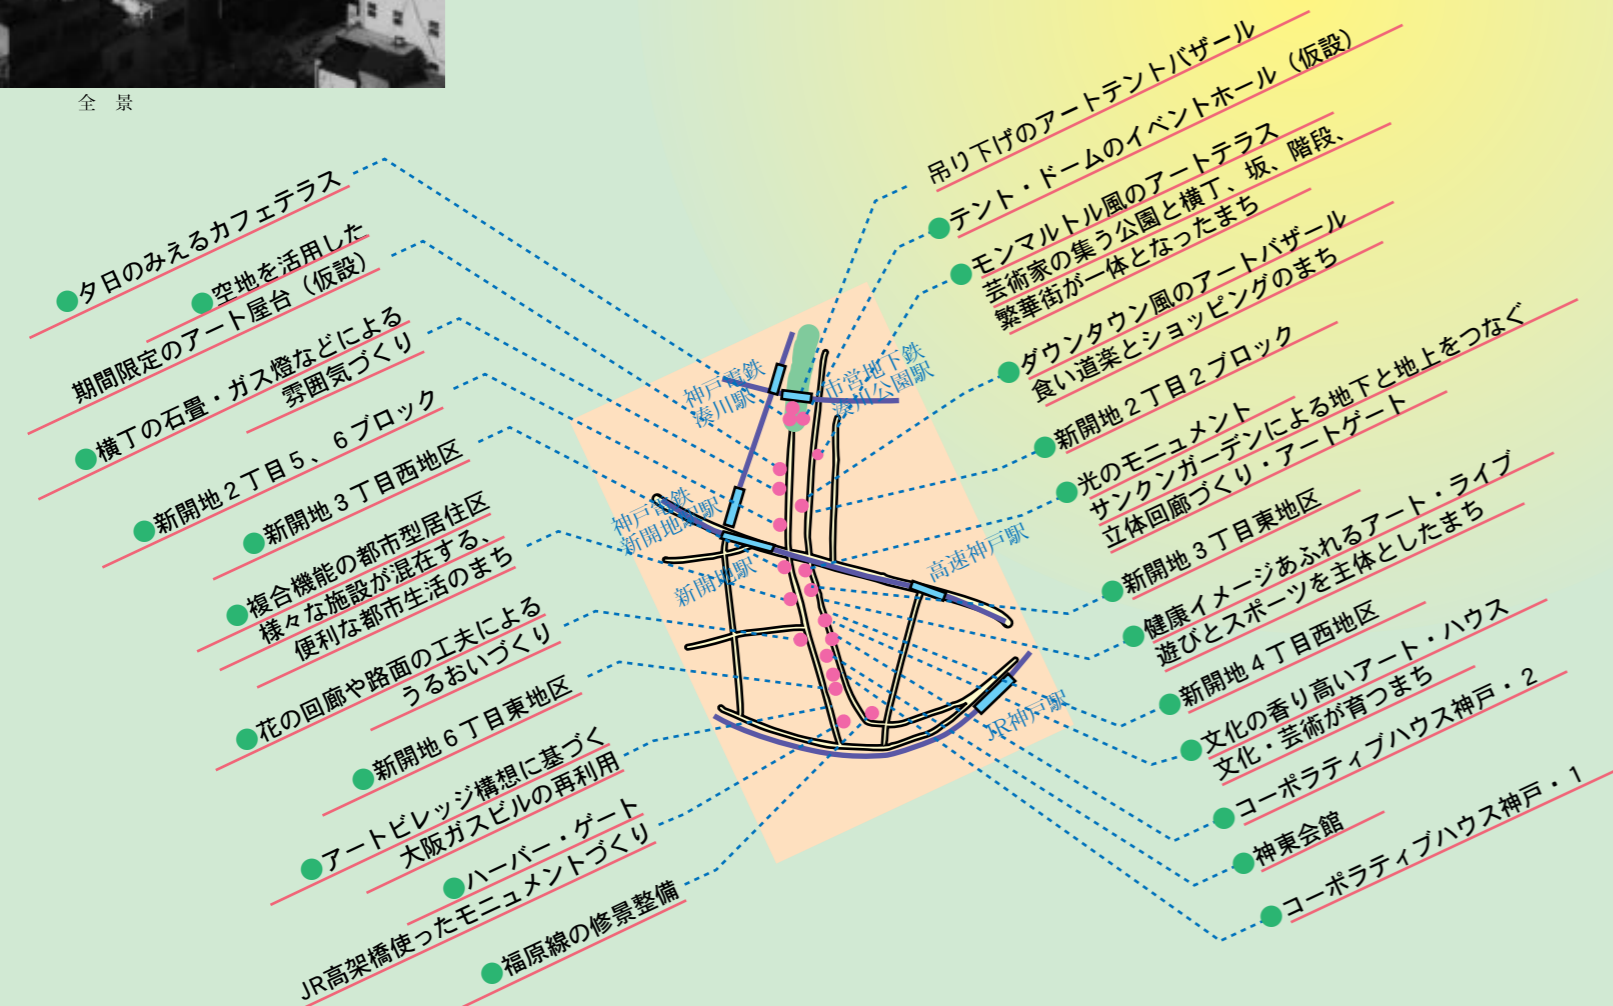 全景
夕日のみえるカフェテラス
空地を活用した
期間限定のアート屋台（仮設）
横丁の石畳・ガス燈などによる
雰囲気づくり
新開地２丁目５、６ブロック
新開地３丁目西地区
複合機能の都市型居住区
様々な施設が混在する、
便利な都市生活のまち
花の回廊や路面の工夫による
うるおいづくり
新開地６丁目東地区
アートビレッジ構想に基づく
大阪ガスビルの再利用
ハーバー・ゲート
JR高架橋使ったモニュメントづくり
福原線の修景整備
神戸電鉄
湊川駅
市営地下鉄
湊川公園駅
神戸電鉄
新開地駅
新開地駅
高速神戸駅
JR神戸駅
吊り下げのアートテントバザール
テント・ドームのイベントホール（仮設）
モンマルトル風のアートテラス
芸術家の集う公園と横丁、坂、階段、
繁華街が一体となったまち
ダウンタウン風のアートバザール
食い道楽とショッピングのまち
新開地２丁目２ブロック
光のモニュメント
サンクンガーデンによる地下と地上をつなぐ
立体回廊づくり・アートゲート
新開地３丁目東地区
健康イメージあふれるアート・ライブ
遊びとスポーツを主体としたまち
新開地４丁目西地区
文化の香り高いアート・ハウス
文化・芸術が育つまち
コーポラティブハウス神戸・２
神東会館
コーポラティブハウス神戸・１